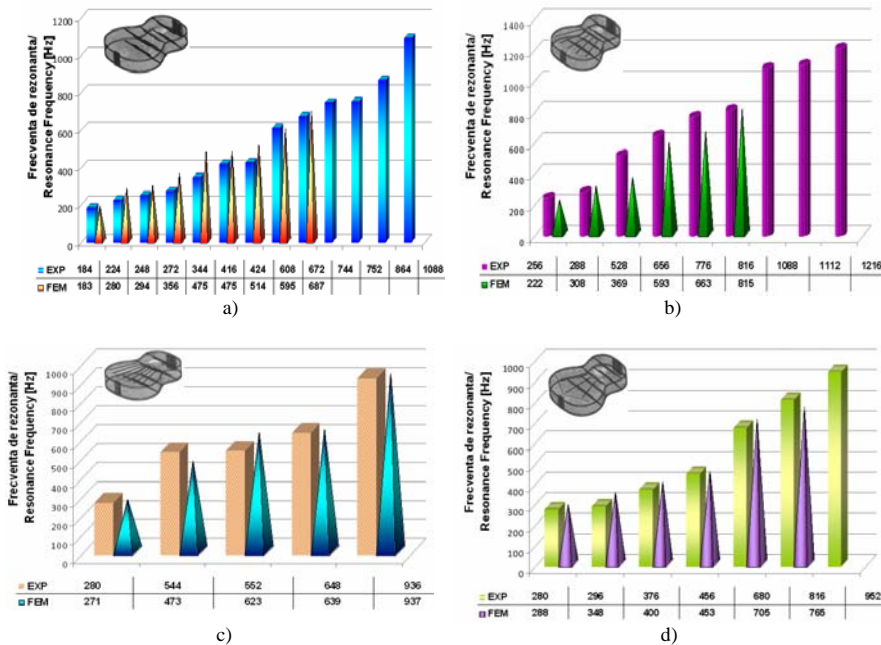 Frecventa de rezonanta/
Resonance Frequency [Hz]
1200
1000
800
600
400
200
0
EXP 184 224 248 272 344 416 424 608 672 744 752 864 1088
FEM 183 280 294 356 475 475 514 595 687
a)
Frecventa de rezonanta/
Resonance Frequency [Hz]
1400
1200
1000
800
600
400
200
0
EXP 256 288 528 656 776 816 1088 1112 1216
FEM 222 308 369 593 663 815
b)
Frecventa de rezonanta/
Resonance Frequency [Hz]
1000
900
800
700
600
500
400
300
200
100
0
EXP 280 544 552 648 936
FEM 271 473 623 639 937
c)
Frecventa de rezonanta/
Resonance Frequency [Hz]
1000
900
800
700
600
500
400
300
200
100
0
EXP 280 296 376 456 680 816 952
FEM 288 348 400 453 705 765
d)